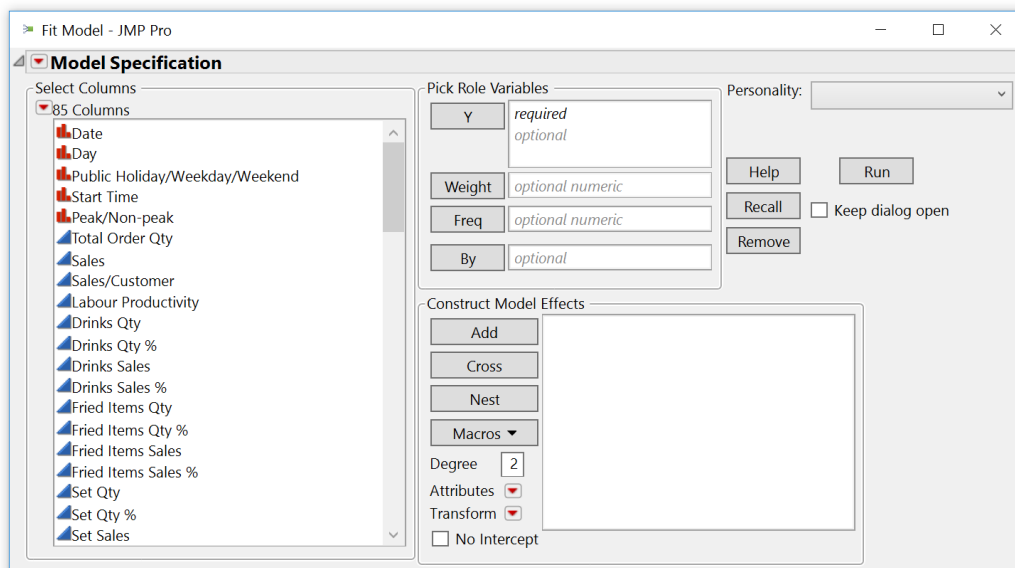 Fit Model - JMP Pro
Model Specification
Select Columns
85 Columns
Date
Day
Public Holiday/Weekday/Weekend
Start Time
Peak/Non-peak
Total Order Qty
Sales
Sales/Customer
Labour Productivity
Drinks Qty
Drinks Qty %
Drinks Sales
Drinks Sales %
Fried Items Qty
Fried Items Qty %
Fried Items Sales
Fried Items Sales %
Set Qty
Set Qty %
Set Sales
Pick Role Variables
Y
required
optional
Weight
optional numeric
Freq
optional numeric
By
optional
Personality:
Help
Run
Recall
Keep dialog open
Remove
Construct Model Effects
Add
Cross
Nest
Macros
Degree
2
Attributes
Transform
No Intercept